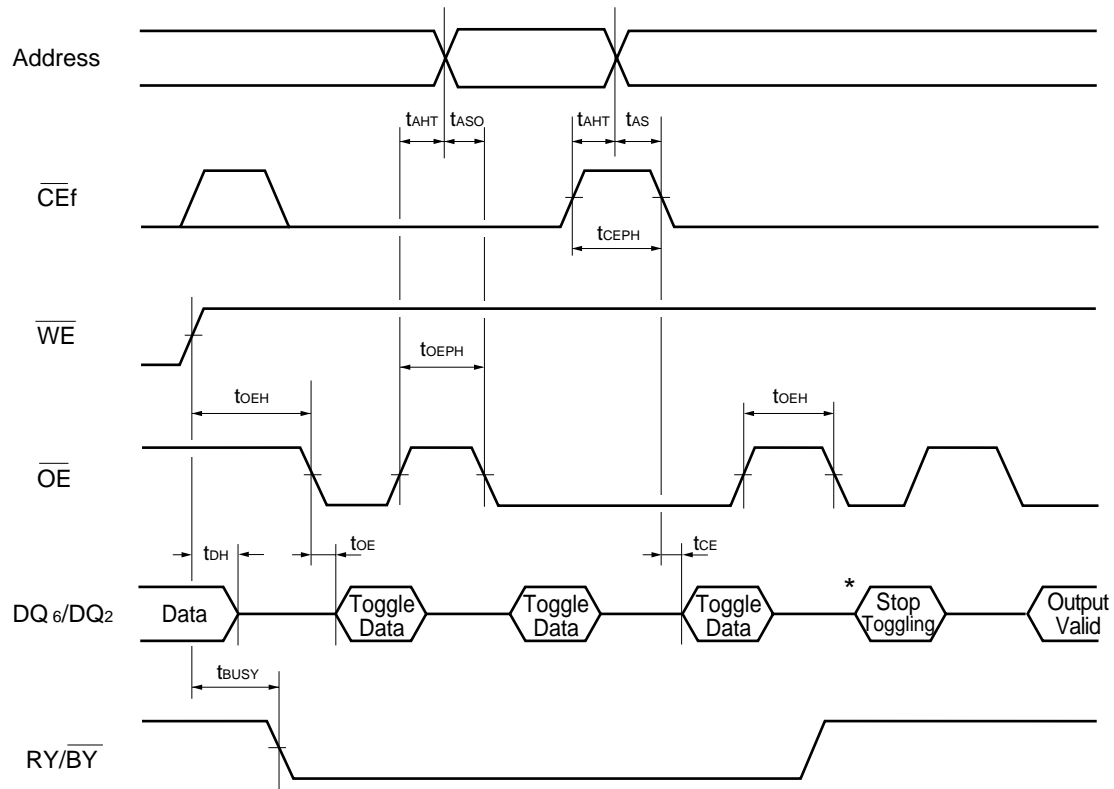 Address
tAHT tASO tAHT tAS
CEf
tCEPH
WE
tOEPH
tOEH tOEH
OE
tDH tOE tCE
*
DQ6/DQ2 Data Toggle Data Toggle Data Toggle Data Stop Toggling Output Valid
tBUSY
RY/BY